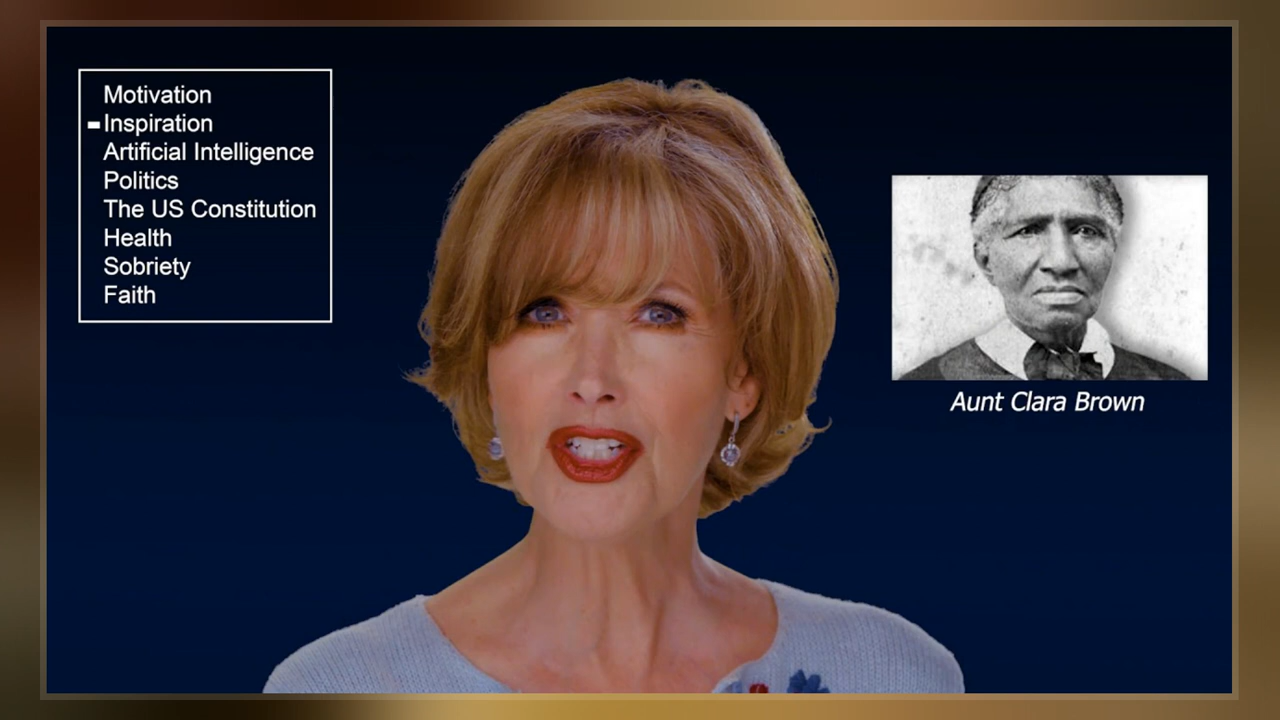 Motivation
Inspiration
Artificial Intelligence
Politics
The US Constitution
Health
Sobriety
Faith
Aunt Clara Brown